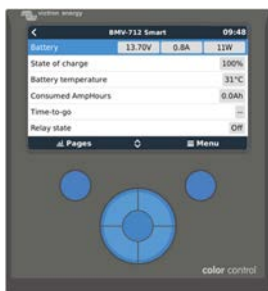 victron energy
BMV-712 Smart 09:48
Battery 13.70V 0.8A 11W
State of charge 100%
Battery temperature 31°C
Consumed AmpHours 0.0Ah
Time-to-go --
Relay state Off
Pages Menu
color control